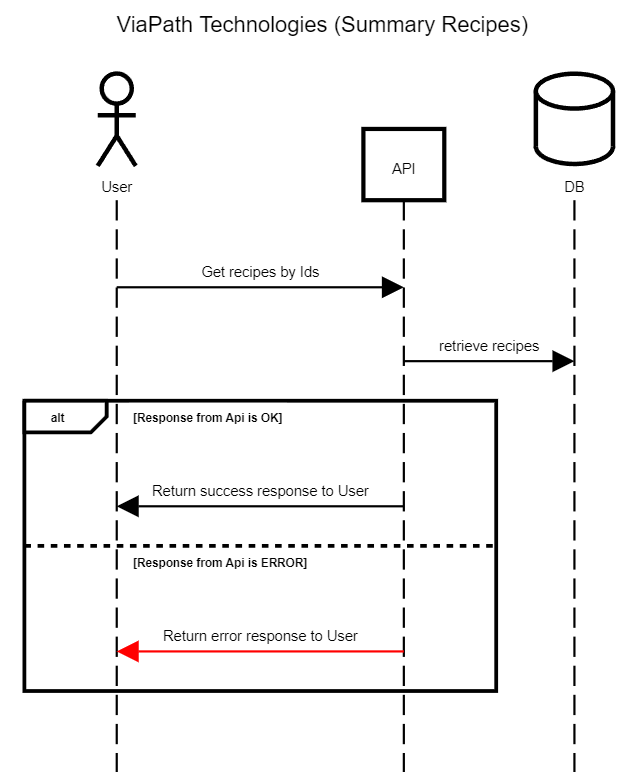 ViaPath Technologies (Summary Recipes)
User
API
DB
Get recipes by Ids
retrieve recipes
alt
[Response from Api is OK]
Return success response to User
[Response from Api is ERROR]
Return error response to User